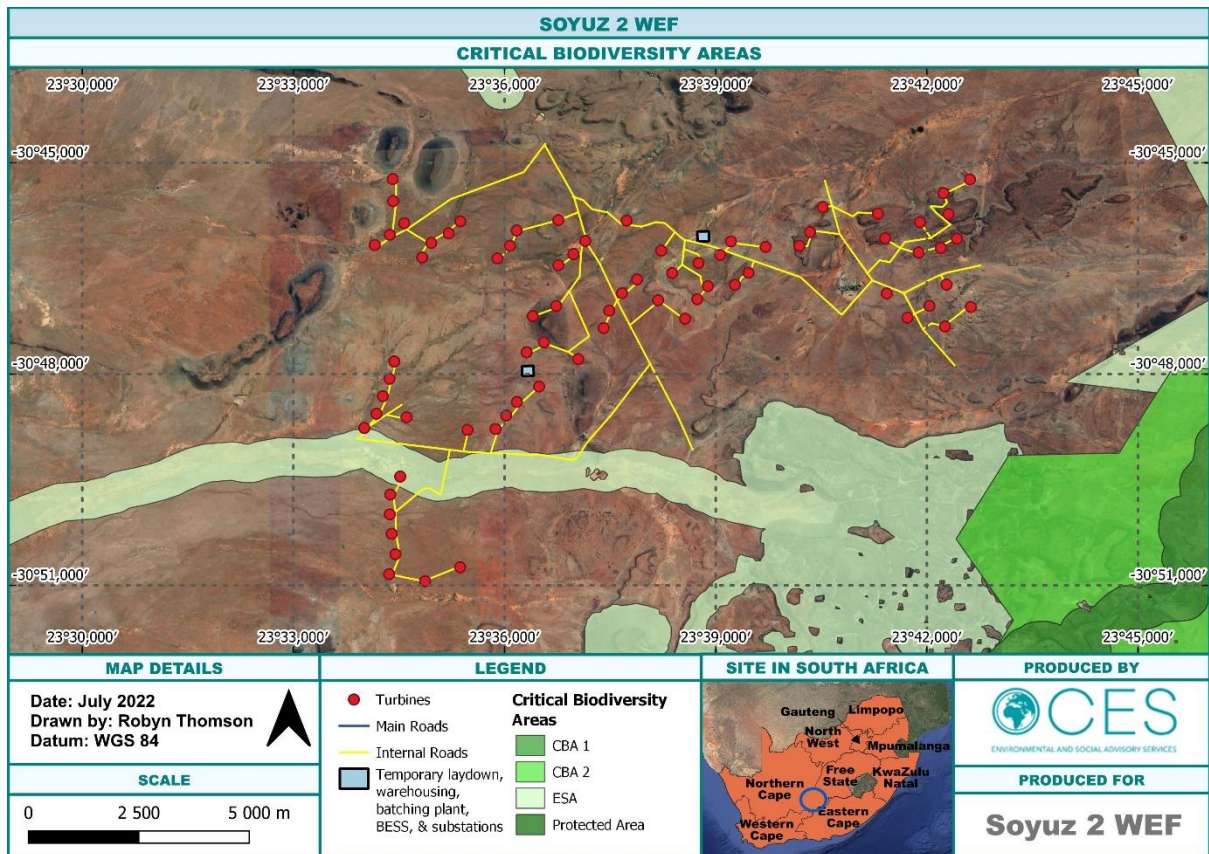 SOYUZ 2 WEF
CRITICAL BIODIVERSITY AREAS
23°30,000′ 23°33,000′ 23°36,000′ 23°39,000′ 23°42,000′ 23°45,000′
-30°45,000′ -30°45,000′
-30°48,000′ -30°48,000′
-30°51,000′ -30°51,000′
23°30,000′ 23°33,000′ 23°36,000′ 23°39,000′ 23°42,000′ 23°45,000′
MAP DETAILS
Date: July 2022
Drawn by: Robyn Thomson
Datum: WGS 84
SCALE
0 2 500 5 000 m
LEGEND
Turbines
Main Roads
Internal Roads
Temporary laydown,
warehousing,
batching plant,
BESS, & substations
Critical Biodiversity
Areas
CBA 1
CBA 2
ESA
Protected Area
SITE IN SOUTH AFRICA
Gauteng
Limpopo
North
West
Mpumalanga
Free
State
KwaZulu
Natal
Northern
Cape
Eastern
Cape
Western
Cape
PRODUCED BY
CES
ENVIRONMENTAL AND SOCIAL ADVISORY SERVICES
PRODUCED FOR
Soyuz 2 WEF